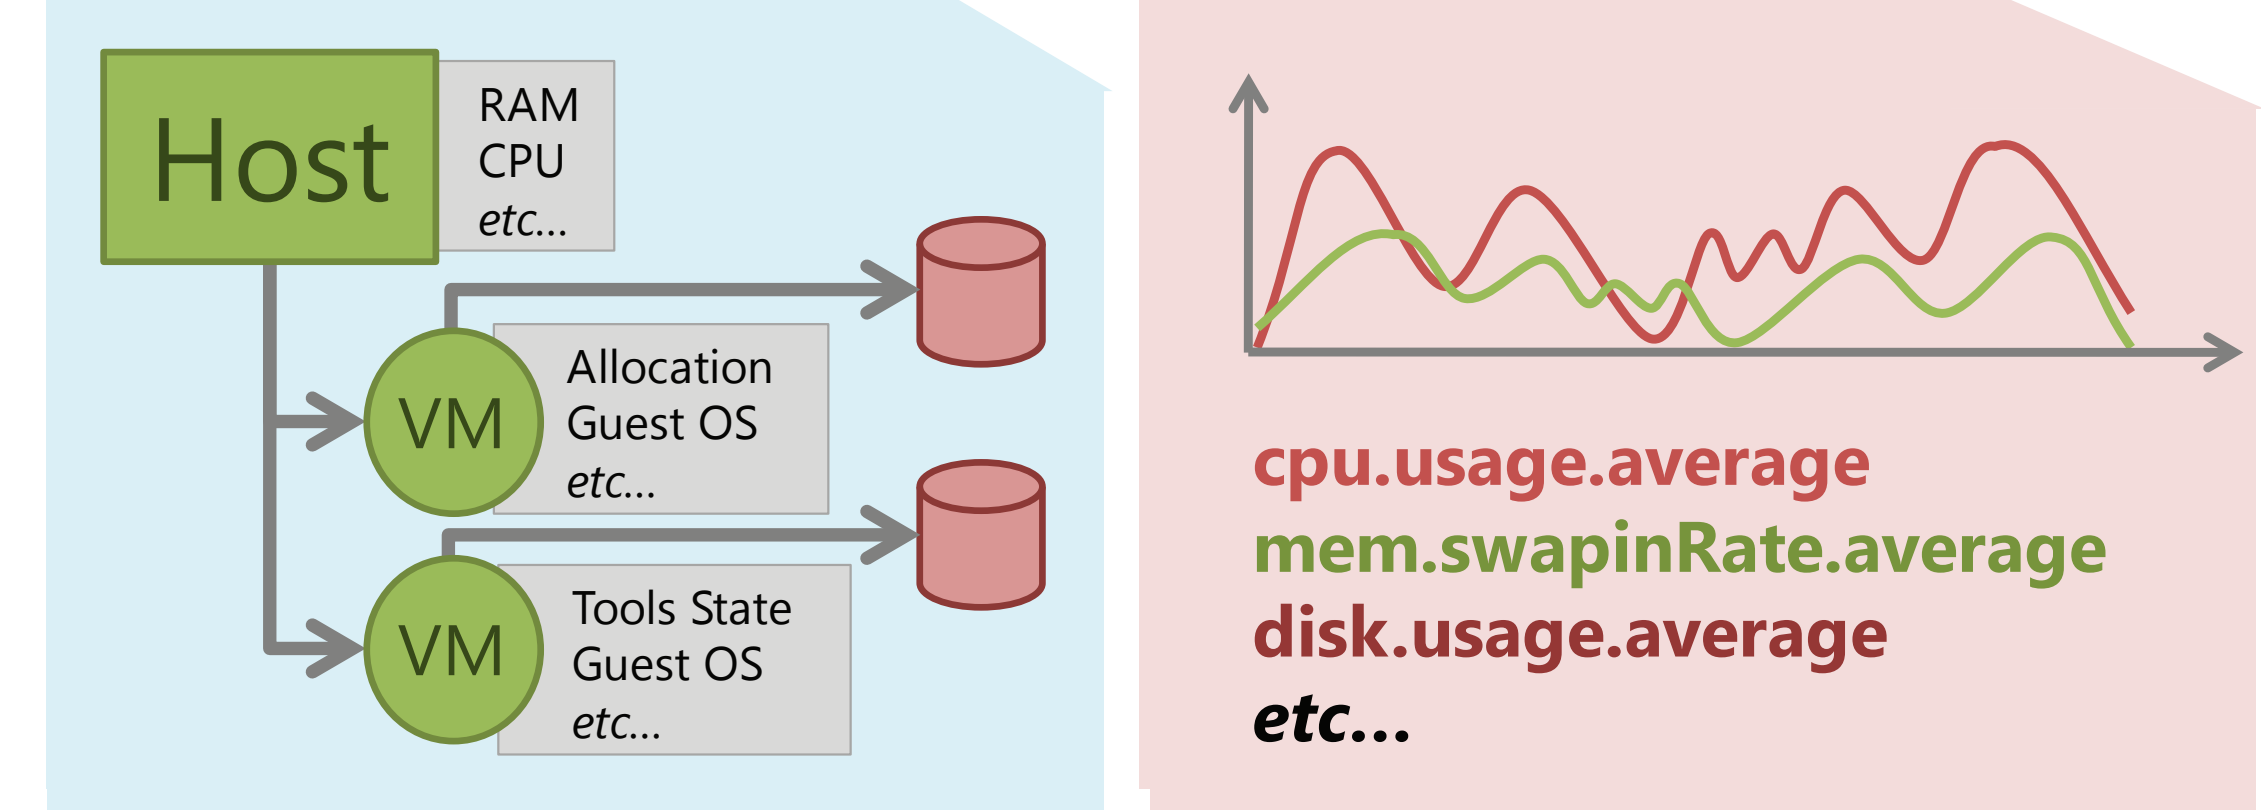 Host
RAM
CPU
etc...
VM
Allocation
Guest OS
etc...
VM
Tools State
Guest OS
etc...
cpu.usage.average
mem.swapinRate.average
disk.usage.average
etc...